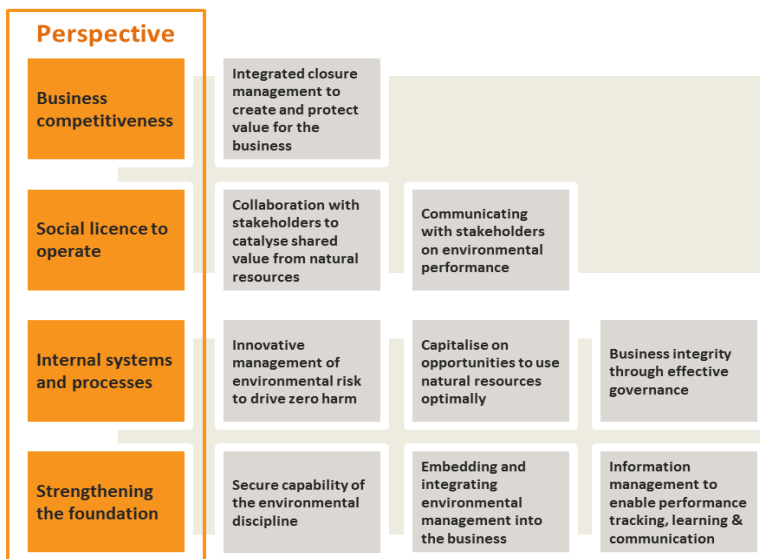 Perspective
Business
competitiveness
Integrated closure
management to
create and protect
value for the
business
Social licence to
operate
Collaboration with
stakeholders to
catalyse shared
value from natural
resources
Communicating
with stakeholders
on environmental
performance
Internal systems
and processes
Innovative
management of
environmental risk
to drive zero harm
Capitalise on
opportunities to use
natural resources
optimally
Business integrity
through effective
governance
Strengthening
the foundation
Secure capability of
the environmental
discipline
Embedding and
integrating
environmental
management into
the business
Information
management to
enable performance
tracking, learning &
communication